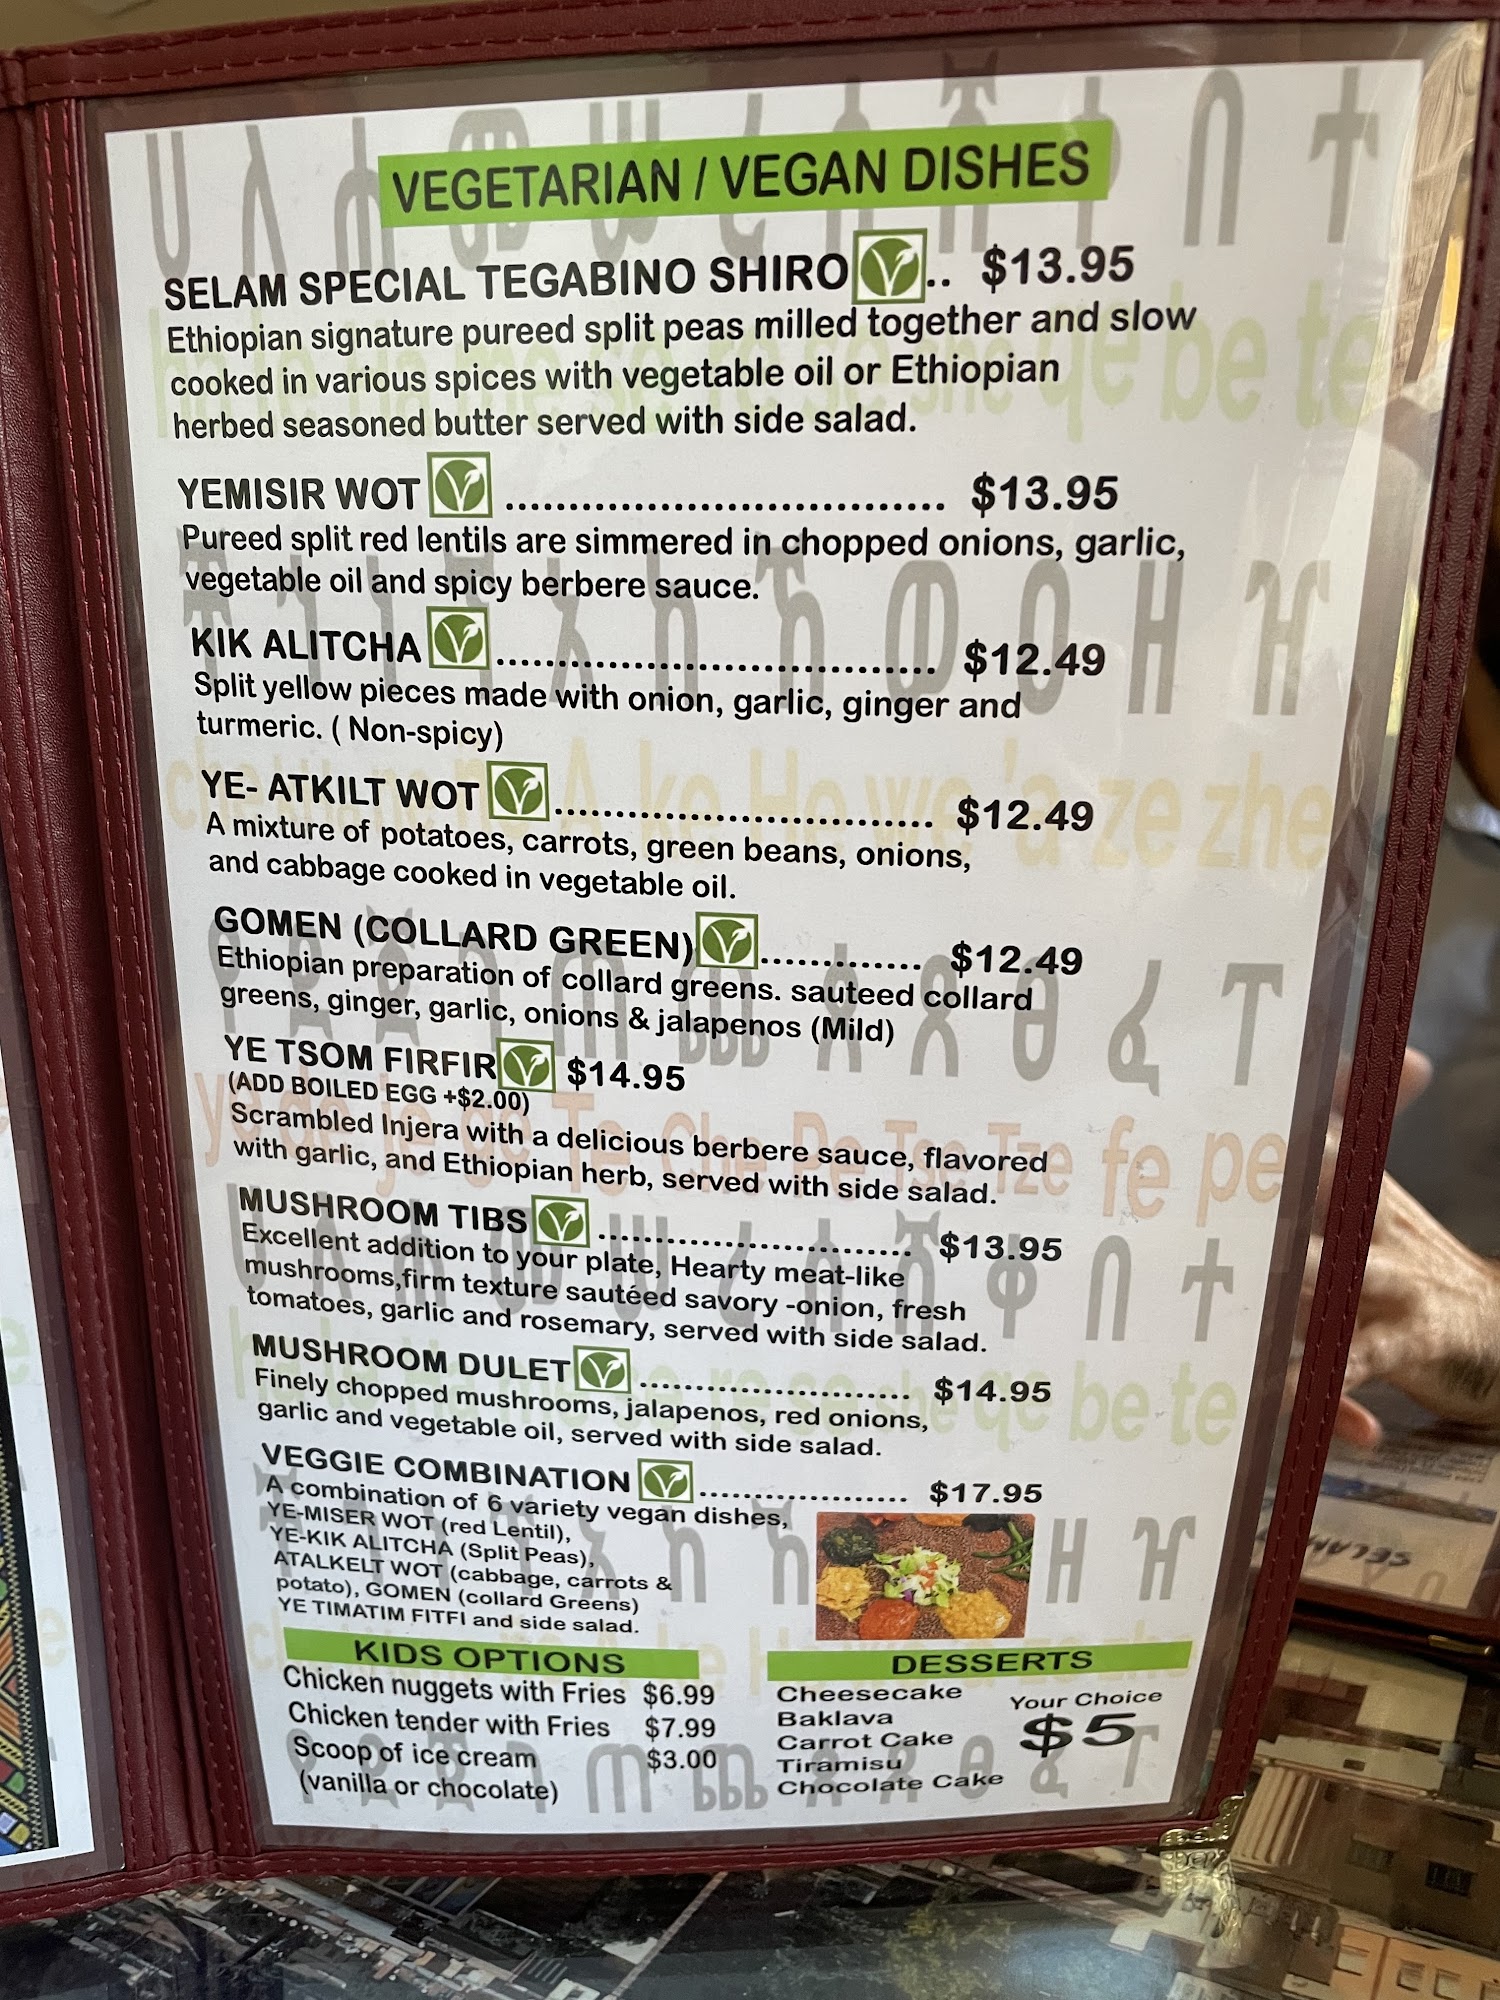 VEGETARIAN / VEGAN DISHES
SELAM SPECIAL TEGABINO SHIRO .. $13.95
Ethiopian signature pureed split peas milled together and slow
cooked in various spices with vegetable oil or Ethiopian
herbed seasoned butter served with side salad.
YEMISIR WOT .................................. $13.95
Pureed split red lentils are simmered in chopped onions, garlic,
vegetable oil and spicy berbere sauce.
KIK ALITCHA .................................. $12.49
Split yellow pieces made with onion, garlic, ginger and
turmeric. ( Non-spicy)
YE- ATKILT WOT .............................. $12.49
A mixture of potatoes, carrots, green beans, onions,
and cabbage cooked in vegetable oil.
GOMEN (COLLARD GREEN) ............. $12.49
Ethiopian preparation of collard greens. sauteed collard
greens, ginger, garlic, onions & jalapenos (Mild)
YE TSOM FIRFIR $14.95
(ADD BOILED EGG +$2.00)
Scrambled Injera with a delicious berbere sauce, flavored
with garlic, and Ethiopian herb, served with side salad.
MUSHROOM TIBS .......................... $13.95
Excellent addition to your plate, Hearty meat-like
mushrooms,firm texture sautéed savory -onion, fresh
tomatoes, garlic and rosemary, served with side salad.
MUSHROOM DULET ....................... $14.95
Finely chopped mushrooms, jalapenos, red onions,
garlic and vegetable oil, served with side salad.
VEGGIE COMBINATION ................... $17.95
A combination of 6 variety vegan dishes,
YE-MISER WOT (red Lentil),
YE-KIK ALITCHA (Split Peas),
ATALKELT WOT (cabbage, carrots &
potato), GOMEN (collard Greens)
YE TIMATIM FITFI and side salad.
KIDS OPTIONS
Chicken nuggets with Fries $6.99
Chicken tender with Fries $7.99
Scoop of ice cream $3.00
(vanilla or chocolate)
DESSERTS
Cheesecake
Baklava
Carrot Cake
Tiramisu
Chocolate Cake
Your Choice
$5